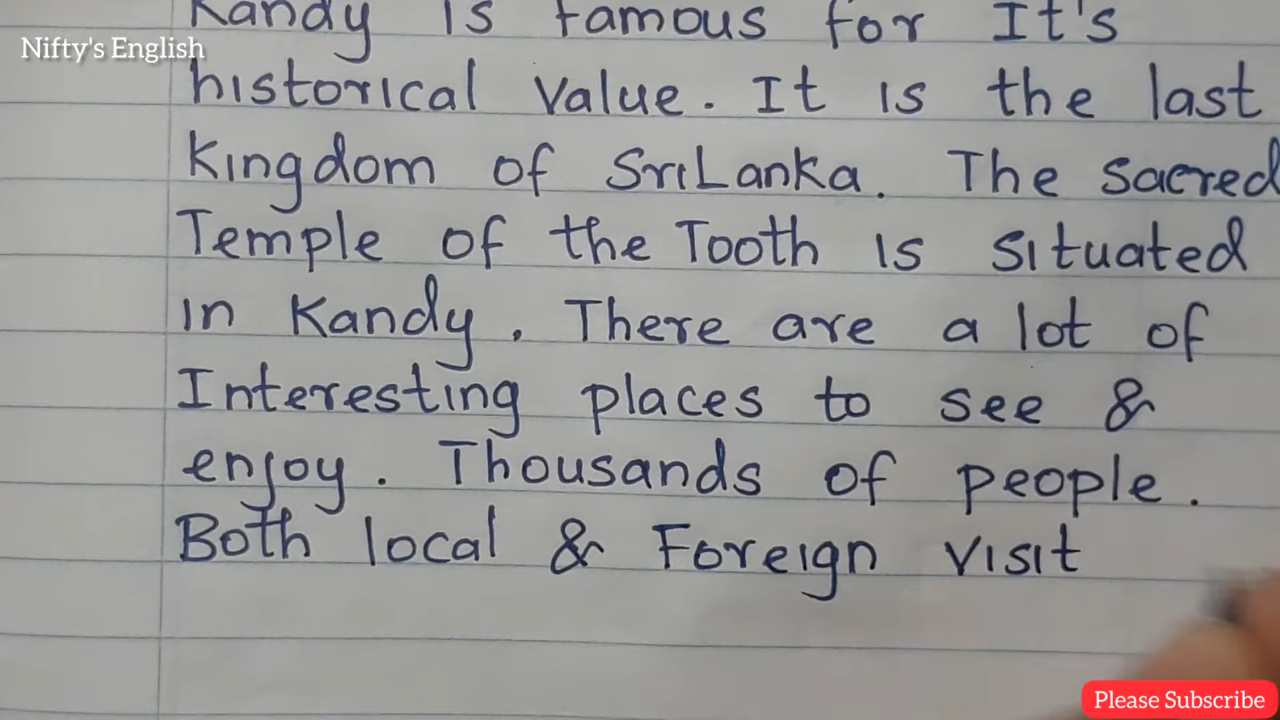 Kandy is famous for It's
Nifty's English
historical value. It is the last
Kingdom of SriLanka. The sacred
Temple of the Tooth is situated
in Kandy. There are a lot of
Interesting places to see &
enjoy. Thousands of people.
Both local & Foreign visit
Please Subscribe